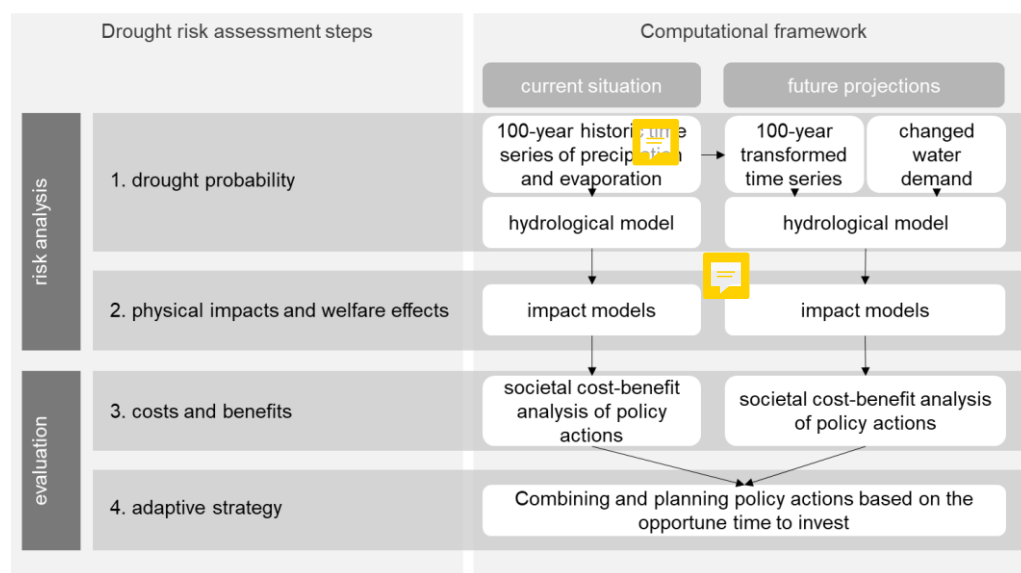 Drought risk assessment steps
Computational framework
current situation
future projections
risk analysis
1. drought probability
100-year historic time
series of precipitation
and evaporation
100-year
transformed
time series
changed
water
demand
hydrological model
hydrological model
2. physical impacts and welfare effects
impact models
impact models
evaluation
3. costs and benefits
societal cost-benefit
analysis of policy
actions
societal cost-benefit analysis
of policy actions
4. adaptive strategy
Combining and planning policy actions based on the
opportune time to invest